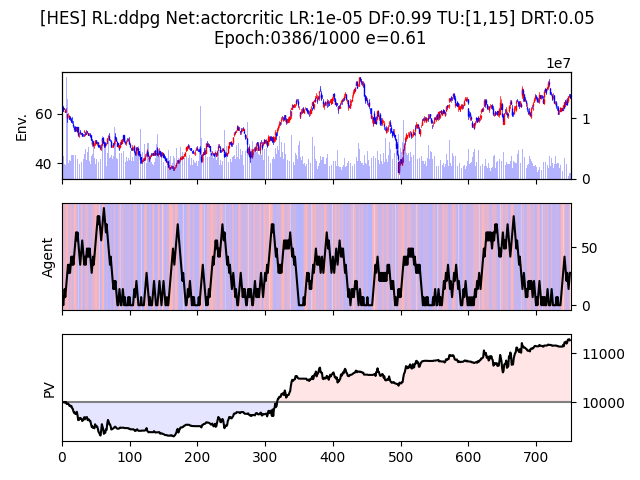 [HES] RL:ddpg Net:actorcritic LR:1e-05 DF:0.99 TU:[1,15] DRT:0.05
Epoch:0386/1000 e=0.61
1e7
Env.
60
40
1
0
Agent
50
0
PV
11000
10000
0 100 200 300 400 500 600 700